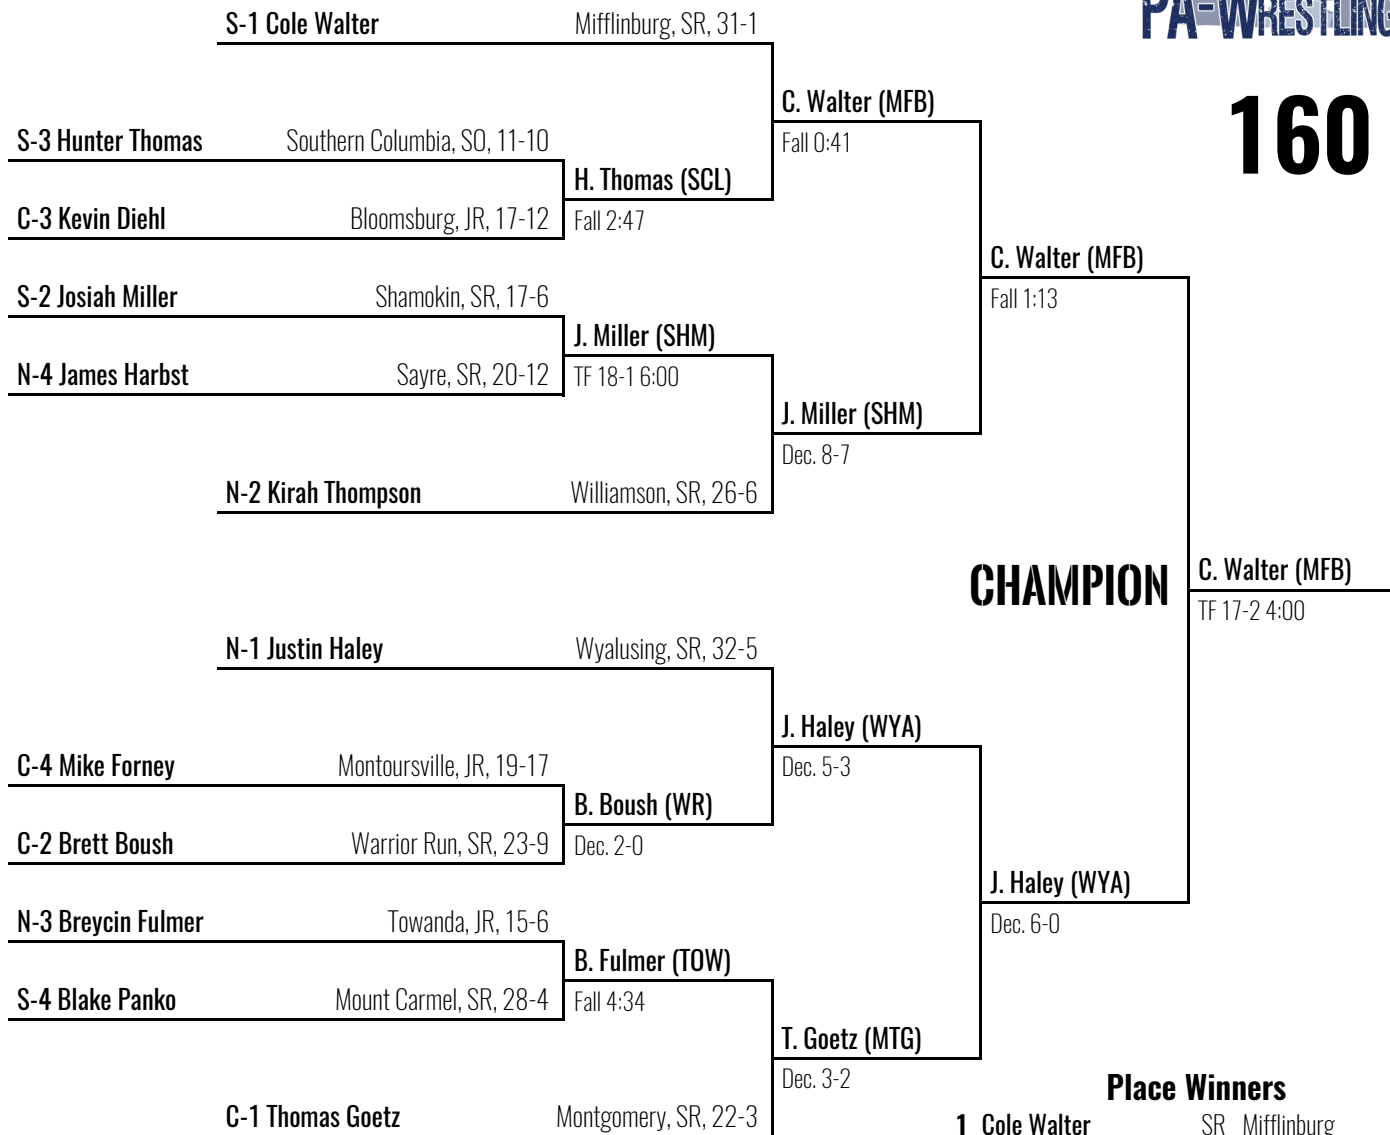 S-1 Cole Walter Mifflinburg, SR, 31-1
PA-WRESTLING
C. Walter (MFB)
160
S-3 Hunter Thomas Southern Columbia, SO, 11-10
Fall 0:41
H. Thomas (SCL)
C-3 Kevin Diehl Bloomsburg, JR, 17-12
Fall 2:47
C. Walter (MFB)
S-2 Josiah Miller Shamokin, SR, 17-6
Fall 1:13
J. Miller (SHM)
N-4 James Harbst Sayre, SR, 20-12
TF 18-1 6:00
J. Miller (SHM)
Dec. 8-7
N-2 Kirah Thompson Williamson, SR, 26-6
CHAMPION
C. Walter (MFB)
TF 17-2 4:00
N-1 Justin Haley Wyalusing, SR, 32-5
J. Haley (WYA)
C-4 Mike Forney Montoursville, JR, 19-17
Dec. 5-3
B. Boush (WR)
C-2 Brett Boush Warrior Run, SR, 23-9
Dec. 2-0
J. Haley (WYA)
N-3 Breycin Fulmer Towanda, JR, 15-6
Dec. 6-0
B. Fulmer (TOW)
S-4 Blake Panko Mount Carmel, SR, 28-4
Fall 4:34
T. Goetz (MTG)
Dec. 3-2
Place Winners
C-1 Thomas Goetz Montgomery, SR, 22-3
1 Cole Walter SR Mifflinburg